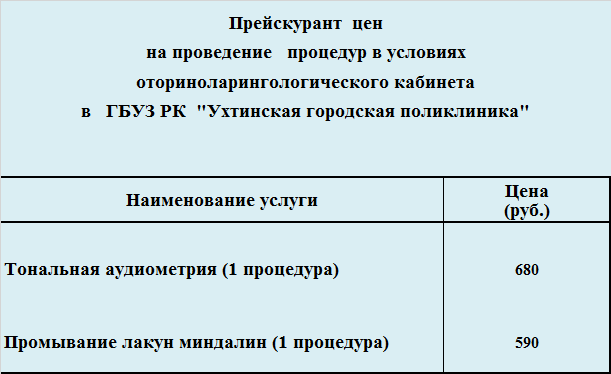 Прейскурант цен
на проведение процедур в условиях
оториноларингологического кабинета
в ГБУЗ РК "Ухтинская городская поликлиника"
Наименование услуги
Цена
(руб.)
Тональная аудиометрия (1 процедура) 680
Промывание лакун миндалин (1 процедура) 590